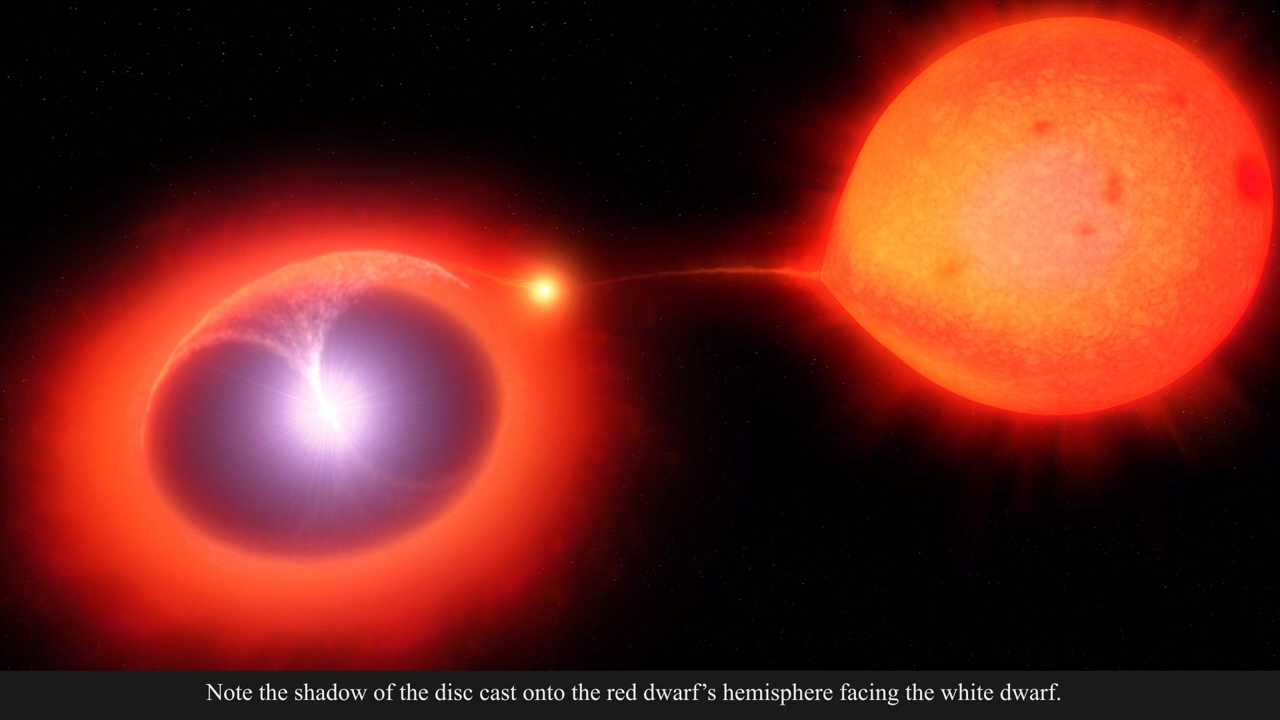 Note the shadow of the disc cast onto the red dwarf’s hemisphere facing the white dwarf.